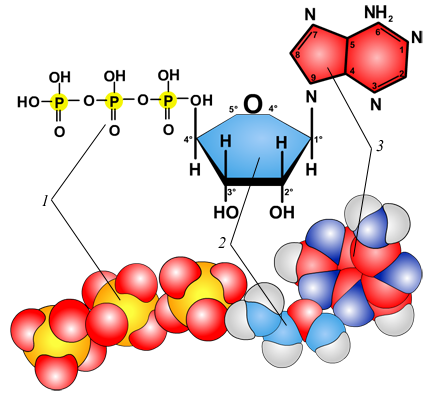 N NH₂
7 6 N
5 1
8
4 2
9 3
N N
OH OH OH
HO-P-O-P-O-P-OH
O O O
5° O 4°
4° 1°
H H H H
3° 2°
HO OH
1 2 3